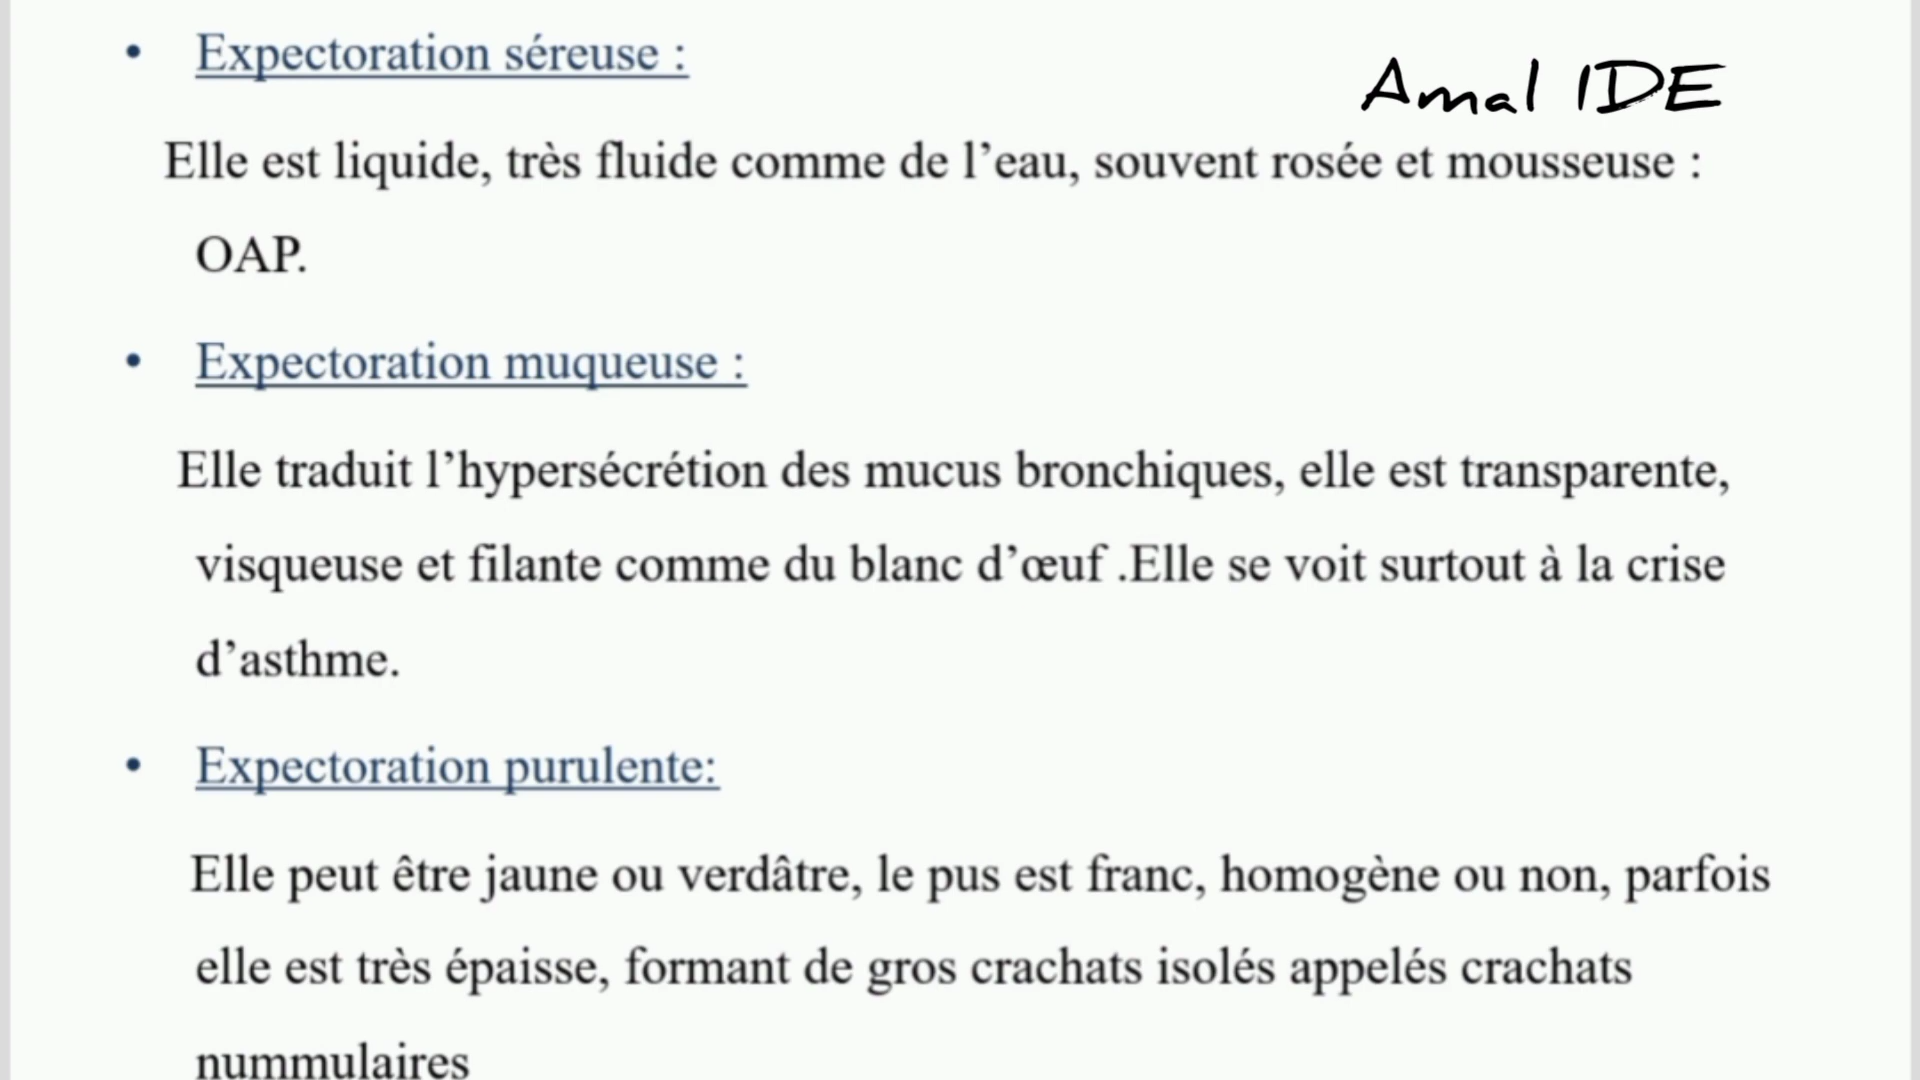 • Expectoration séreuse :
Amal IDE
Elle est liquide, très fluide comme de l’eau, souvent rosée et mousseuse :
OAP.
• Expectoration muqueuse :
Elle traduit l’hypersécrétion des mucus bronchiques, elle est transparente,
visqueuse et filante comme du blanc d’œuf .Elle se voit surtout à la crise
d’asthme.
• Expectoration purulente:
Elle peut être jaune ou verdâtre, le pus est franc, homogène ou non, parfois
elle est très épaisse, formant de gros crachats isolés appelés crachats
nummulaires